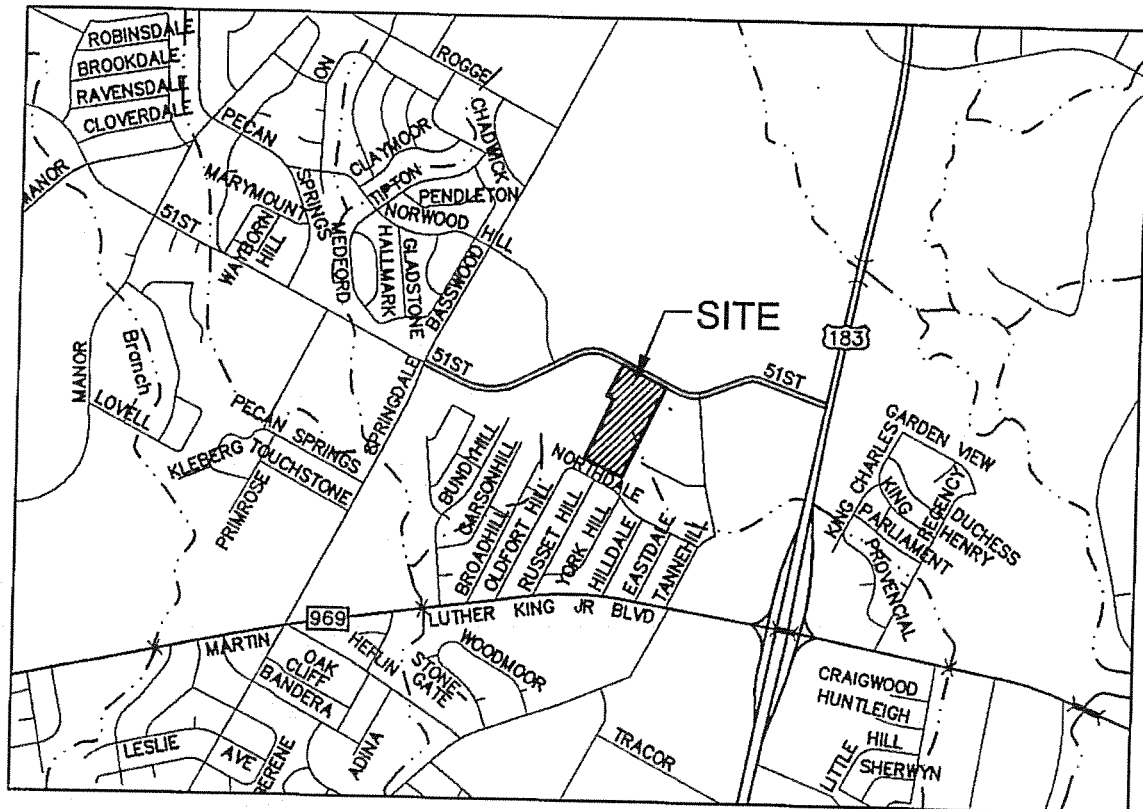 ROBINSDALE
BROOKDALE
RAVENSDALE
CLOVERDALE
MANOR
PECAN
SPRINGS
ON
ROGGE
CHADWICK
CLAYMOOR
TIPTON
PENDLETON
NORWOOD
HILL
MARYMOUNT
WAYBORN
HILL
51ST
MEDFORD
HALLMARK
GLADSTONE
BASSWOOD
SITE
183
51ST
51ST
SPRINGDALE
MANOR
Branch
LOVELL
PECAN SPRINGS
KLEBERG
TOUCHSTONE
PRIMROSE
BUNDYHILL
CARSONHILL
BROADHILL
OLDFORT HILL
RUSSET HILL
YORK HILL
HILLDALE
EASTDALE
TANNEHILL
NORTHDALE
GARDEN VIEW
KING CHARLES
KING HENRY
REGENCY
DUCHESS
PARLIAMENT
PROVENCIAL
969
MARTIN LUTHER KING JR BLVD
OAK
CLIFF
BANDERA
HEFLIN
STONE-
GATE
WOODMOOR
LESLIE AVE
ADINA
TRACOR
CRAIGWOOD
HUNTLEIGH
HILL
LITTLE
SHERWYN